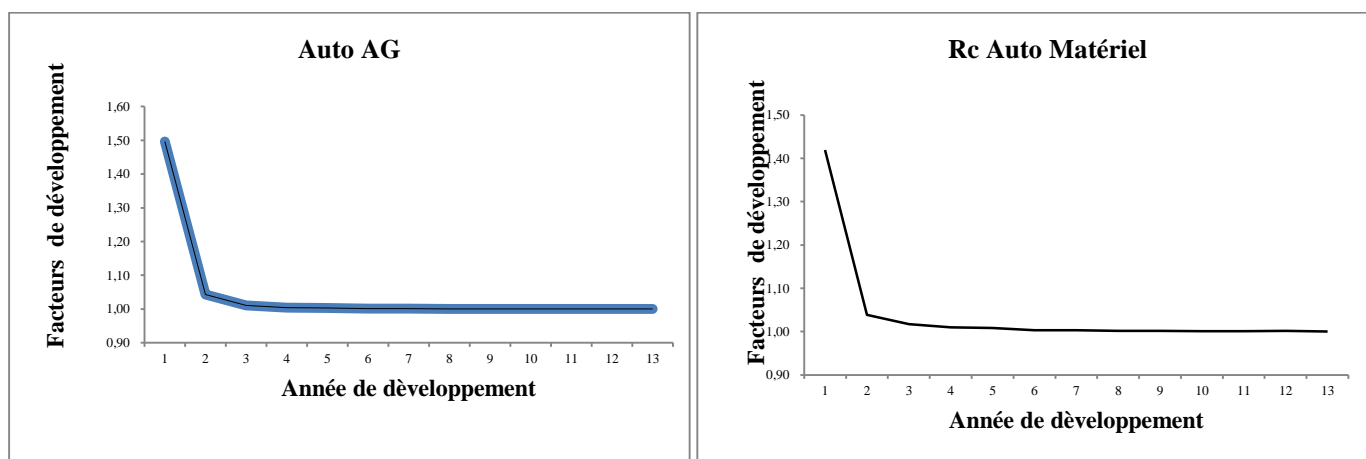 Auto AG
Facteurs de développement
1,60
1,50
1,40
1,30
1,20
1,10
1,00
0,90
1 2 3 4 5 6 7 8 9 10 11 12 13
Année de dèveloppement
Rc Auto Matériel
Facteurs de développement
1,50
1,40
1,30
1,20
1,10
1,00
0,90
1 2 3 4 5 6 7 8 9 10 11 12 13
Année de dèveloppement